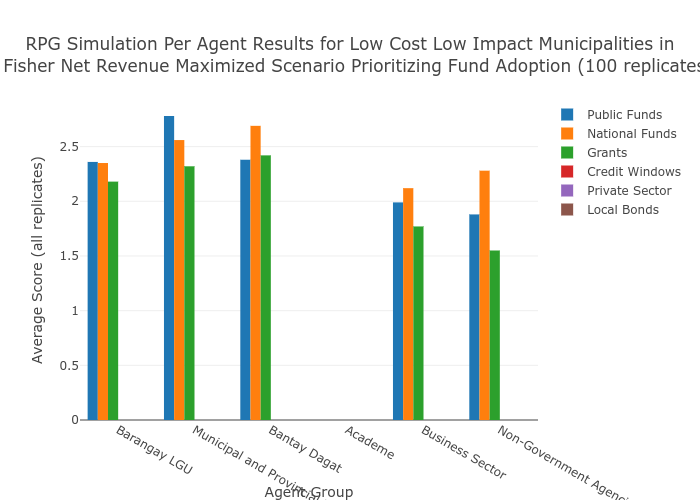 RPG Simulation Per Agent Results for Low Cost Low Impact Municipalities in
Fisher Net Revenue Maximized Scenario Prioritizing Fund Adoption (100 replicates
Public Funds
National Funds
Grants
Credit Windows
Private Sector
Local Bonds
Average Score (all replicates)
2.5
2
1.5
1
0.5
0
Barangay LGU
Municipal and Provincial
Bantay Dagat
Academe
Business Sector
Non-Government Agenci
Agent Group